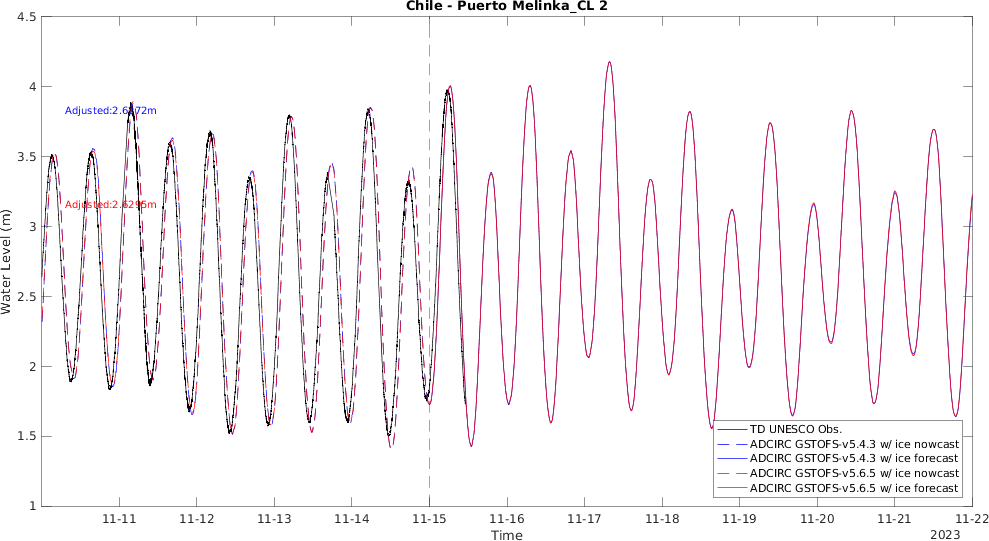 Chile - Puerto Melinka_CL 2
4.5
4
3.5
3
2.5
2
1.5
1
Water Level (m)
Adjusted:2.6272m
Adjusted:2.6295m
11-11
11-12
11-13
11-14
11-15
11-16
11-17
11-18
11-19
11-20
11-21
11-22
2023
Time
TD UNESCO Obs.
ADCIRC GSTOFS-v5.4.3 w/ ice nowcast
ADCIRC GSTOFS-v5.4.3 w/ ice forecast
ADCIRC GSTOFS-v5.6.5 w/ ice nowcast
ADCIRC GSTOFS-v5.6.5 w/ ice forecast